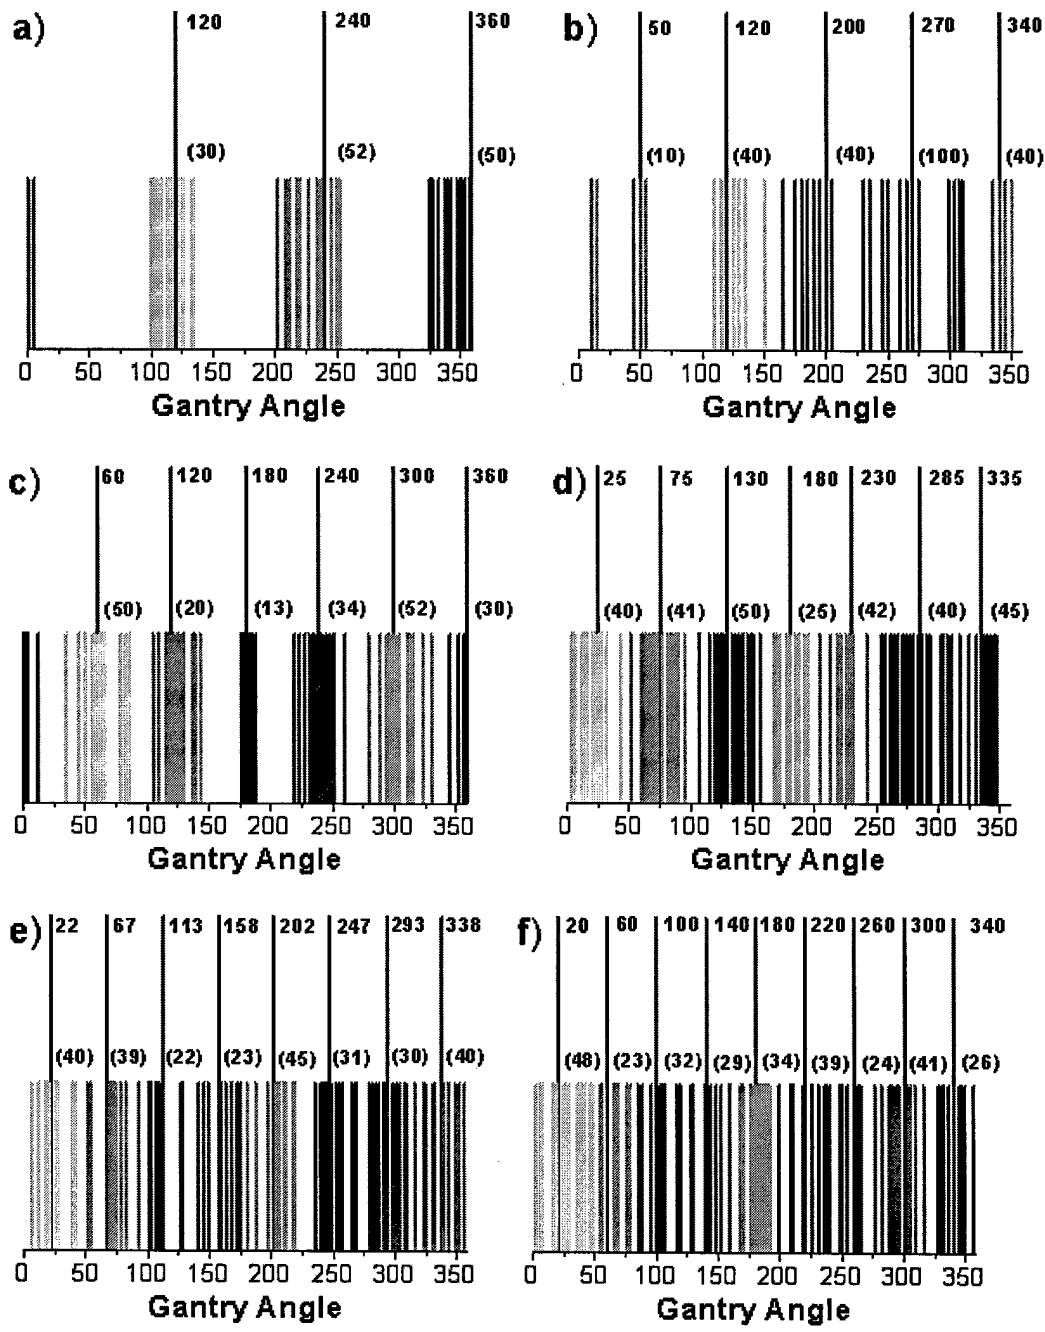 a)
120 240 360
(30) (52) (50)
0 50 100 150 200 250 300 350
Gantry Angle
b)
50 120 200 270 340
(10) (40) (40) (100) (40)
0 50 100 150 200 250 300 350
Gantry Angle
c)
60 120 180 240 300 360
(50) (20) (13) (34) (52) (30)
0 50 100 150 200 250 300 350
Gantry Angle
d)
25 75 130 180 230 285 335
(40) (41) (50) (25) (42) (40) (45)
0 50 100 150 200 250 300 350
Gantry Angle
e)
22 67 113 158 202 247 293 338
(40) (39) (22) (23) (45) (31) (30) (40)
0 50 100 150 200 250 300 350
Gantry Angle
f)
20 60 100 140 180 220 260 300 340
(48) (23) (32) (29) (34) (39) (24) (41) (26)
0 50 100 150 200 250 300 350
Gantry Angle